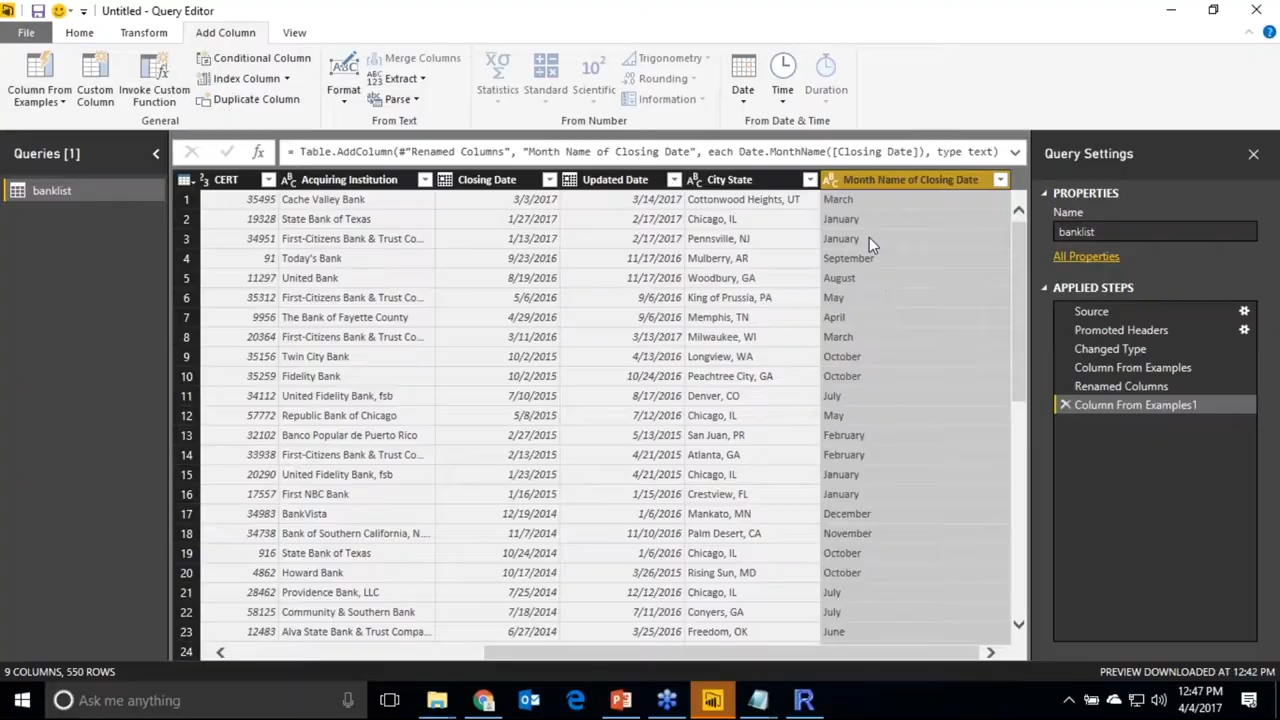 Untitled - Query Editor
File Home Transform Add Column View
Column From Examples
Custom Column
Invoke Custom Function
Conditional Column
Index Column
Duplicate Column
General
Format
Merge Columns
Extract
Parse
From Text
Statistics
Standard
Scientific
Trigonometry
Rounding
Information
From Number
Date
Time
Duration
From Date & Time
Queries [1]
banklist
= Table.AddColumn(#"Renamed Columns", "Month Name of Closing Date", each Date.MonthName([Closing Date]), type text)
CERT Acquiring Institution Closing Date Updated Date City State Month Name of Closing Date
1 35495 Cache Valley Bank 3/3/2017 3/14/2017 Cottonwood Heights, UT March
2 19328 State Bank of Texas 1/27/2017 2/17/2017 Chicago, IL January
3 34951 First-Citizens Bank & Trust Co... 1/13/2017 2/17/2017 Pennsville, NJ January
4 91 Today's Bank 9/23/2016 11/17/2016 Mulberry, AR September
5 11297 United Bank 8/19/2016 11/17/2016 Woodbury, GA August
6 35312 First-Citizens Bank & Trust Co... 5/6/2016 9/6/2016 King of Prussia, PA May
7 9956 The Bank of Fayette County 4/29/2016 9/6/2016 Memphis, TN April
8 20364 First-Citizens Bank & Trust Co... 3/11/2016 3/13/2017 Milwaukee, WI March
9 35156 Twin City Bank 10/2/2015 4/13/2016 Longview, WA October
10 35259 Fidelity Bank 10/2/2015 10/24/2016 Peachtree City, GA October
11 34112 United Fidelity Bank, fsb 7/10/2015 8/17/2016 Denver, CO July
12 57772 Republic Bank of Chicago 5/8/2015 7/12/2016 Chicago, IL May
13 32102 Banco Popular de Puerto Rico 2/27/2015 5/13/2015 San Juan, PR February
14 33938 First-Citizens Bank & Trust Co... 2/13/2015 4/21/2015 Atlanta, GA February
15 20290 United Fidelity Bank, fsb 1/23/2015 4/21/2015 Chicago, IL January
16 17557 First NBC Bank 1/16/2015 1/15/2016 Crestview, FL January
17 34983 BankVista 12/19/2014 1/6/2016 Mankato, MN December
18 34738 Bank of Southern California, N.... 11/7/2014 11/10/2016 Palm Desert, CA November
19 916 State Bank of Texas 10/24/2014 1/6/2016 Chicago, IL October
20 4862 Howard Bank 10/17/2014 3/26/2015 Rising Sun, MD October
21 28462 Providence Bank, LLC 7/25/2014 12/12/2016 Chicago, IL July
22 58125 Community & Southern Bank 7/18/2014 7/11/2016 Conyers, GA July
23 12483 Alva State Bank & Trust Compa... 6/27/2014 3/25/2016 Freedom, OK June
24
Query Settings
PROPERTIES
Name
banklist
All Properties
APPLIED STEPS
Source
Promoted Headers
Changed Type
Column From Examples
Renamed Columns
Column From Examples1
9 COLUMNS, 550 ROWS
PREVIEW DOWNLOADED AT 12:42 PM
Ask me anything
12:47 PM
4/4/2017